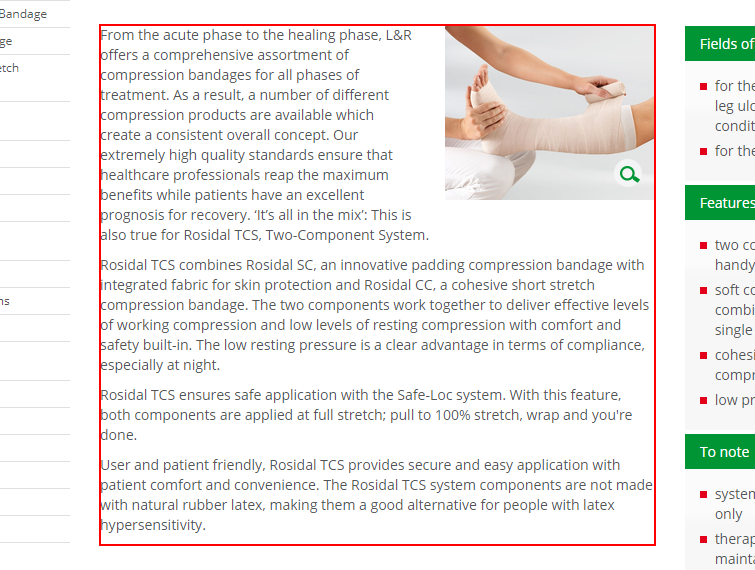 Bandage
ge
etch
ns
From the acute phase to the healing phase, L&R
offers a comprehensive assortment of
compression bandages for all phases of
treatment. As a result, a number of different
compression products are available which
create a consistent overall concept. Our
extremely high quality standards ensure that
healthcare professionals reap the maximum
benefits while patients have an excellent
prognosis for recovery. ‘It’s all in the mix’: This is
also true for Rosidal TCS, Two-Component System.
Rosidal TCS combines Rosidal SC, an innovative padding compression bandage with
integrated fabric for skin protection and Rosidal CC, a cohesive short stretch
compression bandage. The two components work together to deliver effective levels
of working compression and low levels of resting compression with comfort and
safety built-in. The low resting pressure is a clear advantage in terms of compliance,
especially at night.
Rosidal TCS ensures safe application with the Safe-Loc system. With this feature,
both components are applied at full stretch; pull to 100% stretch, wrap and you're
done.
User and patient friendly, Rosidal TCS provides secure and easy application with
patient comfort and convenience. The Rosidal TCS system components are not made
with natural rubber latex, making them a good alternative for people with latex
hypersensitivity.
Fields of
for the
leg ulc
condit
for the
Features
two co
handy
soft co
combi
single
cohesi
compr
low pr
To note
system
only
therap
mainta